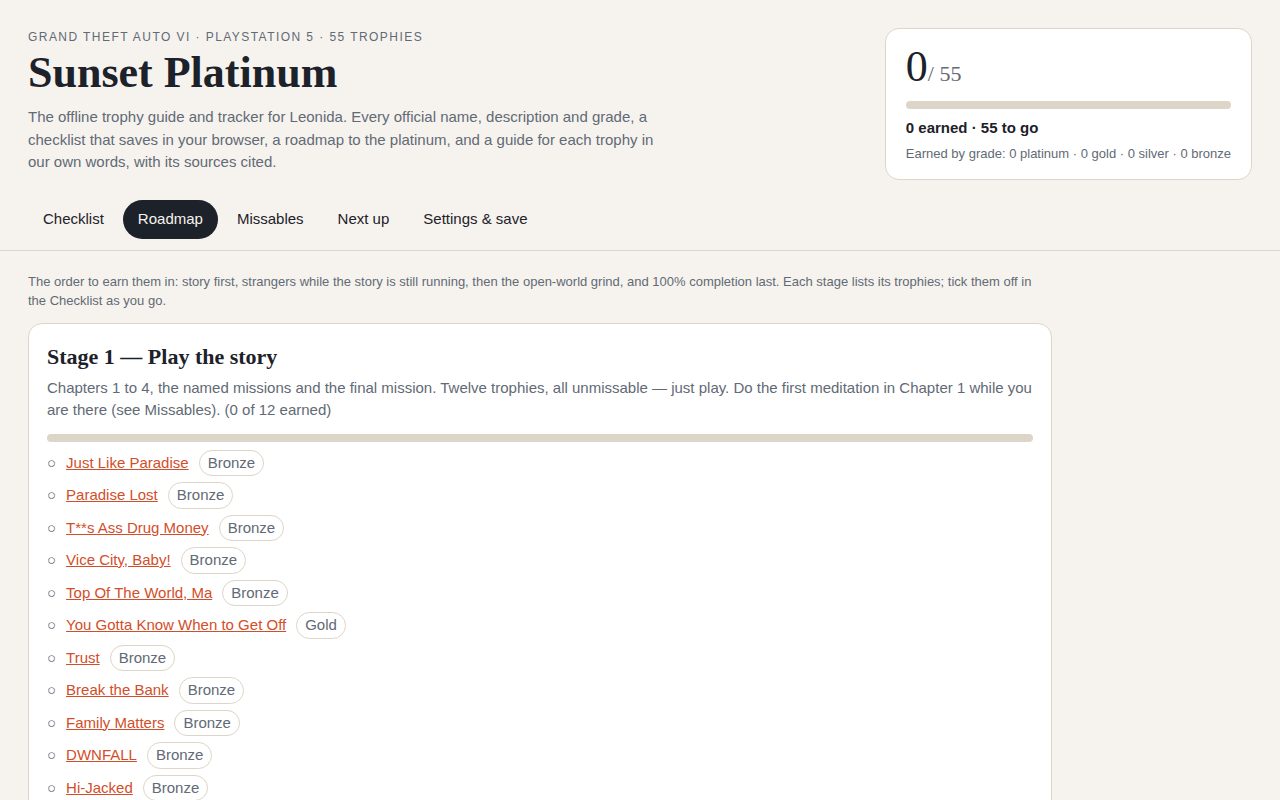 GRAND THEFT AUTO VI · PLAYSTATION 5 · 55 TROPHIES
Sunset Platinum
The offline trophy guide and tracker for Leonida. Every official name, description and grade, a
checklist that saves in your browser, a roadmap to the platinum, and a guide for each trophy in
our own words, with its sources cited.
0 / 55
0 earned · 55 to go
Earned by grade: 0 platinum · 0 gold · 0 silver · 0 bronze
Checklist Roadmap Missables Next up Settings & save
The order to earn them in: story first, strangers while the story is still running, then the open-world grind, and 100% completion last. Each stage lists its trophies; tick them off in
the Checklist as you go.
Stage 1 — Play the story
Chapters 1 to 4, the named missions and the final mission. Twelve trophies, all unmissable — just play. Do the first meditation in Chapter 1 while you
are there (see Missables). (0 of 12 earned)
Just Like Paradise Bronze
Paradise Lost Bronze
T**s Ass Drug Money Bronze
Vice City, Baby! Bronze
Top Of The World, Ma Bronze
You Gotta Know When to Get Off Gold
Trust Bronze
Break the Bank Bronze
Family Matters Bronze
DWNFALL Bronze
Hi-Jacked Bronze